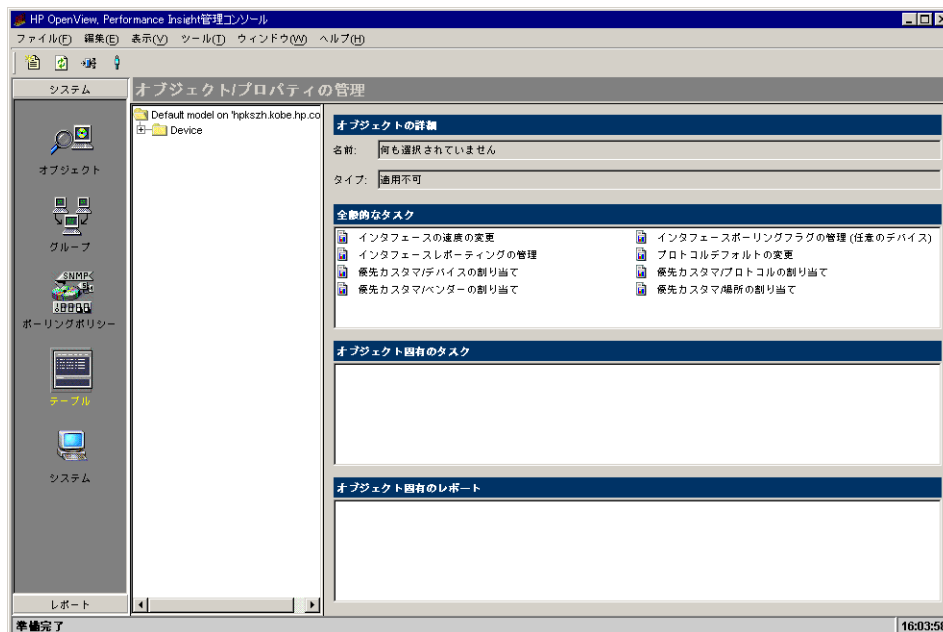 HP OpenView, Performance Insight管理コンソール
ファイル(F) 編集(E) 表示(V) ツール(T) ウィンドウ(W) ヘルプ(H)
システム
オブジェクト/プロパティの管理
オブジェクト
グループ
SNMP
ポーリングポリシー
テーブル
システム
レポート
Default model on 'hpkszh.kobe.hp.co
Device
オブジェクトの詳細
名前: 何も選択されていません
タイプ: 適用不可
全般的なタスク
インタフェースの速度の変更
インタフェースポーリングフラグの管理 (任意のデバイス)
インタフェースレポーティングの管理
プロトコルデフォルトの変更
優先カスタマ/デバイスの割り当て
優先カスタマ/プロトコルの割り当て
優先カスタマ/ベンダーの割り当て
優先カスタマ/場所の割り当て
オブジェクト固有のタスク
オブジェクト固有のレポート
準備完了
16:03:58